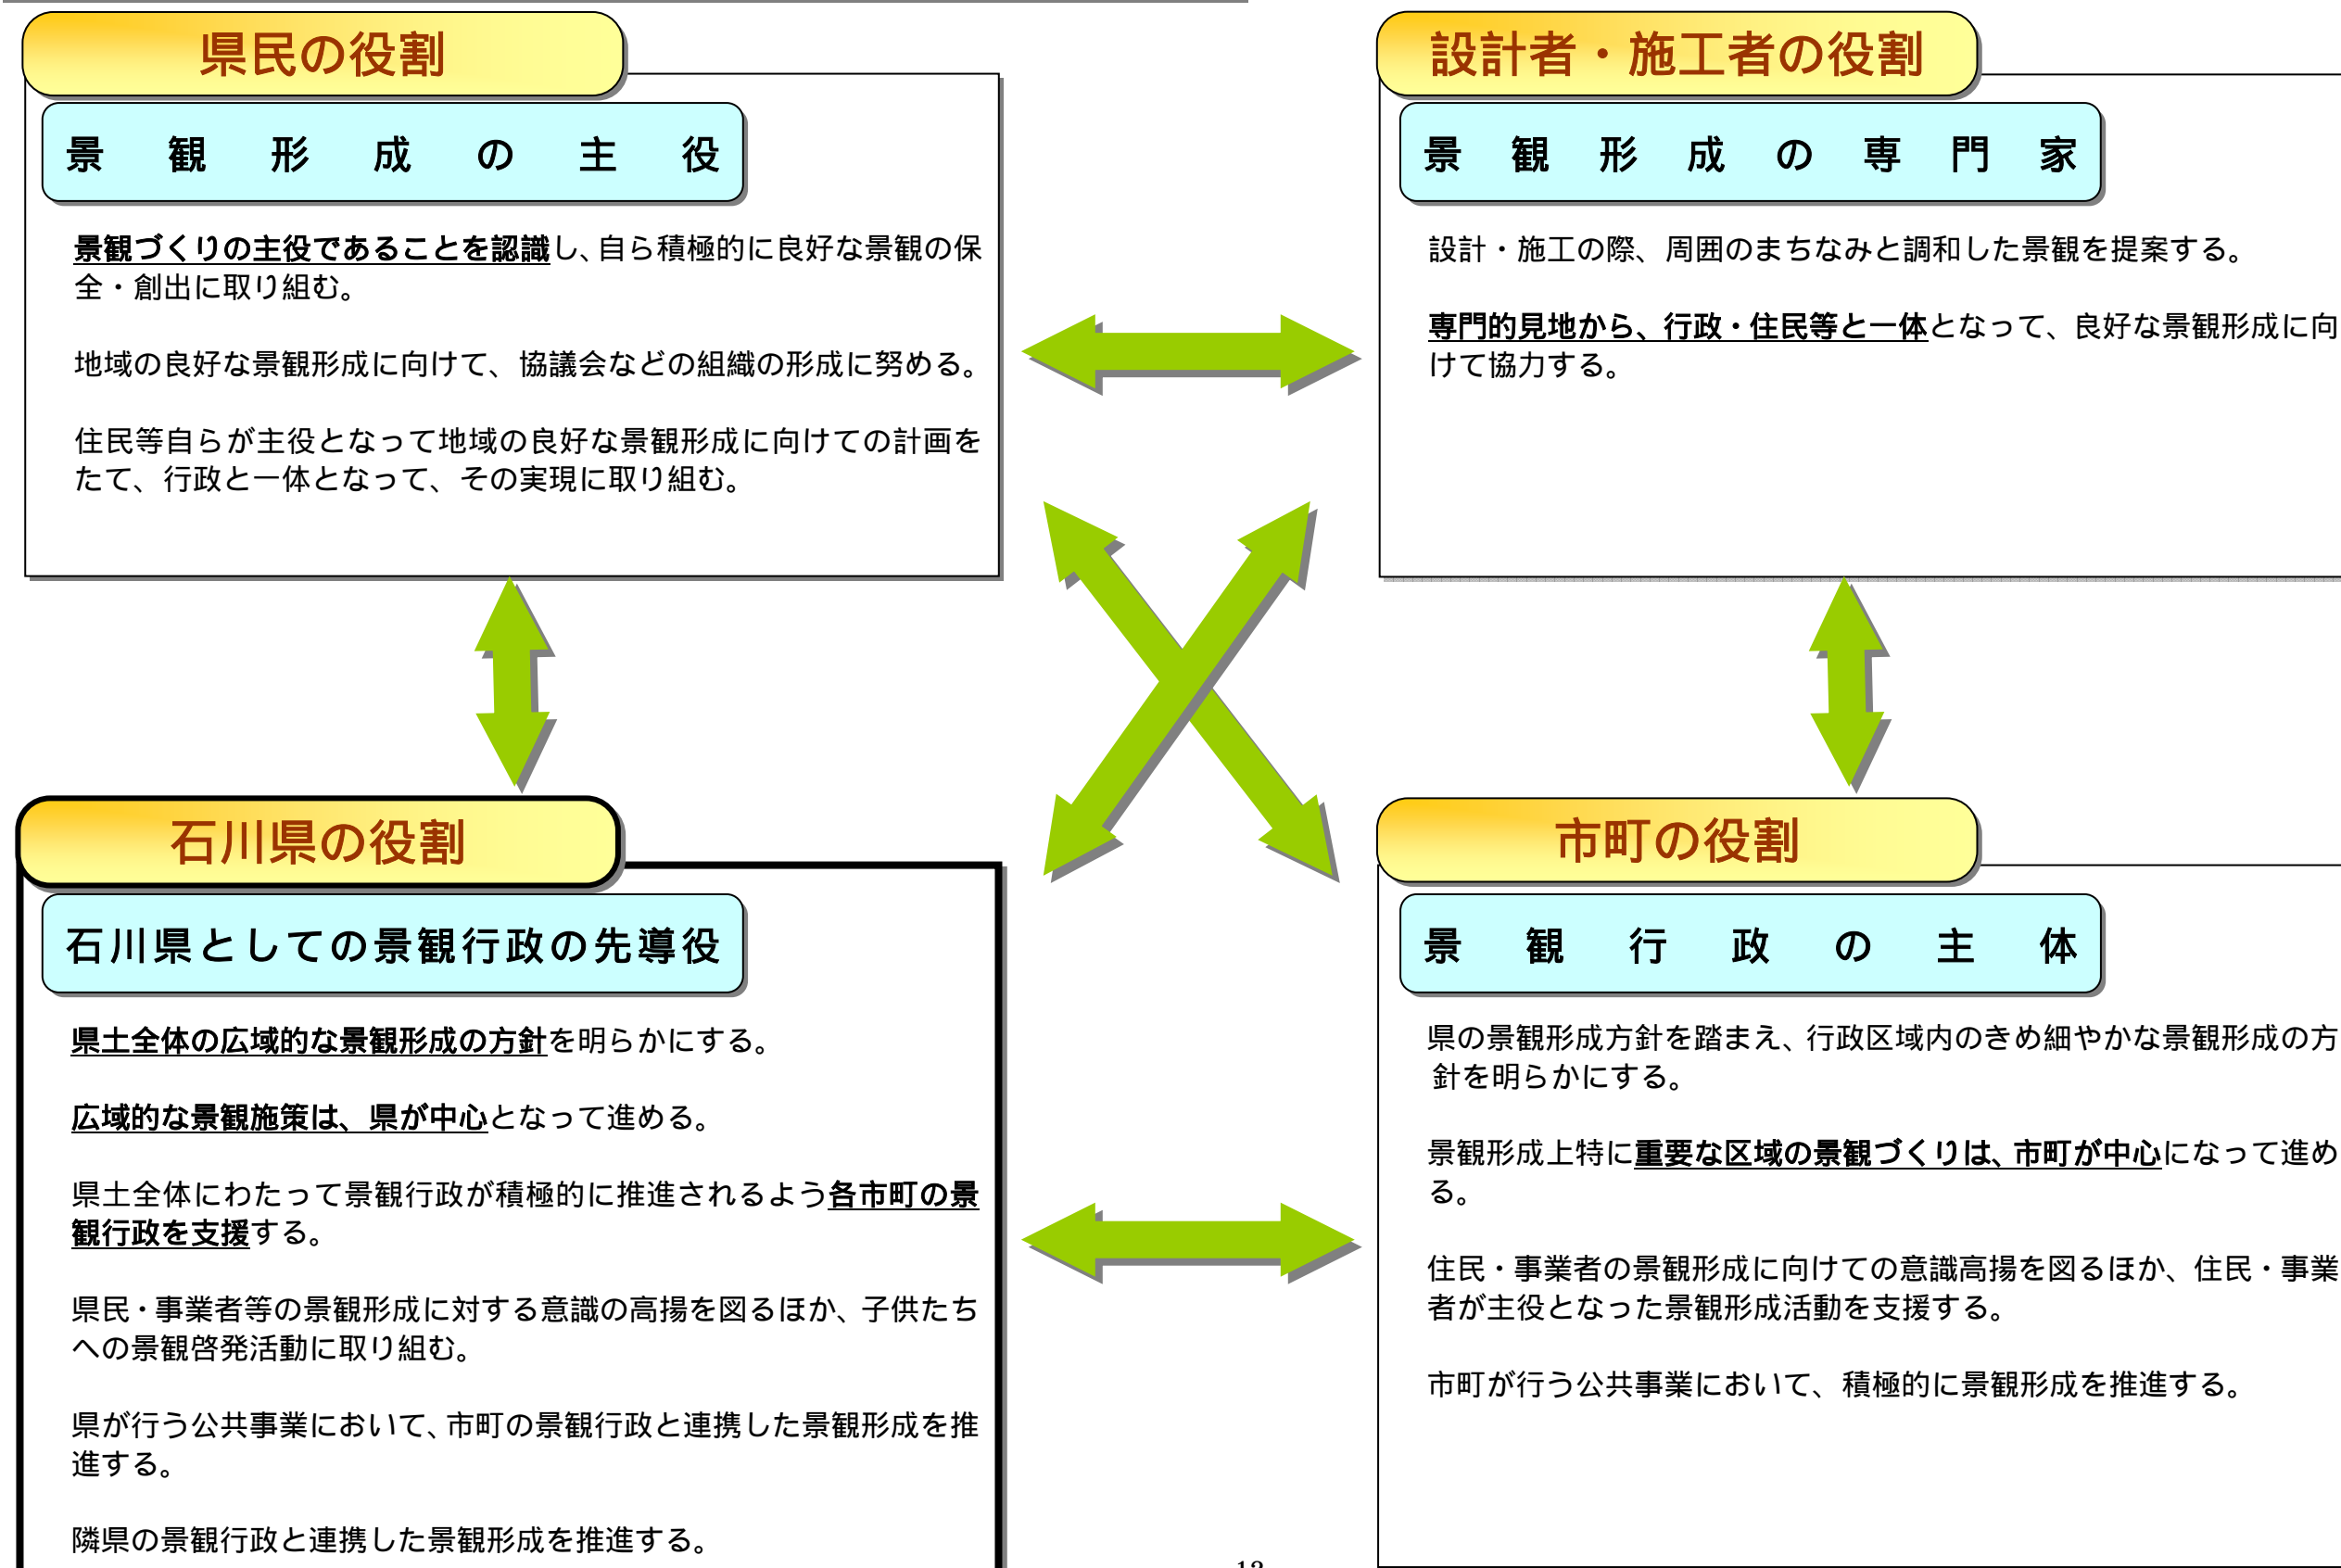 県民の役割
景観形成の主役
景観づくりの主役であることを認識し、自ら積極的に良好な景観の保
全・創出に取り組む。
地域の良好な景観形成に向けて、協議会などの組織の形成に努める。
住民等自らが主役となって地域の良好な景観形成に向けての計画を
たて、行政と一体となって、その実現に取り組む。
設計者・施工者の役割
景観形成の専門家
設計・施工の際、周囲のまちなみと調和した景観を提案する。
専門的見地から、行政・住民等と一体となって、良好な景観形成に向
けて協力する。
石川県の役割
石川県としての景観行政の先導役
県土全体の広域的な景観形成の方針を明らかにする。
広域的な景観施策は、県が中心となって進める。
県土全体にわたって景観行政が積極的に推進されるよう各市町の景
観行政を支援する。
県民・事業者等の景観形成に対する意識の高揚を図るほか、子供たち
への景観啓発活動に取り組む。
県が行う公共事業において、市町の景観行政と連携した景観形成を推
進する。
隣県の景観行政と連携した景観形成を推進する。
市町の役割
景観行政の主体
県の景観形成方針を踏まえ、行政区域内のきめ細やかな景観形成の方
針を明らかにする。
景観形成上特に重要な区域の景観づくりは、市町が中心になって進め
る。
住民・事業者の景観形成に向けての意識高揚を図るほか、住民・事業
者が主役となった景観形成活動を支援する。
市町が行う公共事業において、積極的に景観形成を推進する。